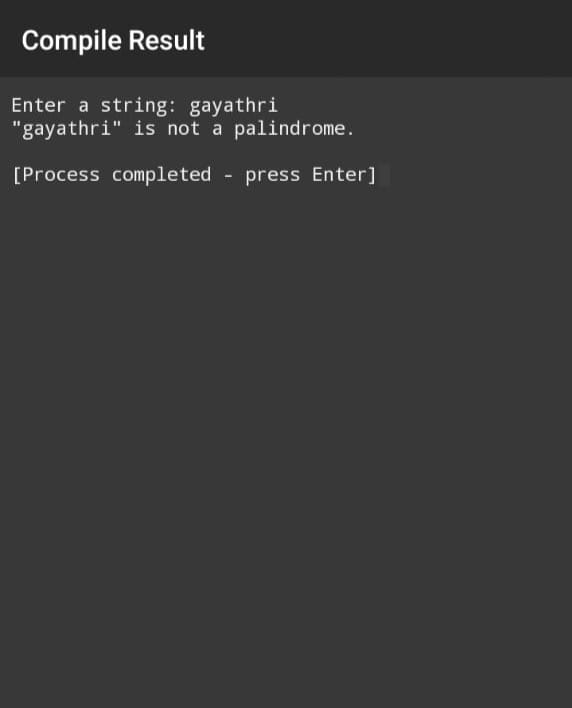 Compile Result
Enter a string: gayathri
"gayathri" is not a palindrome.
[Process completed - press Enter]